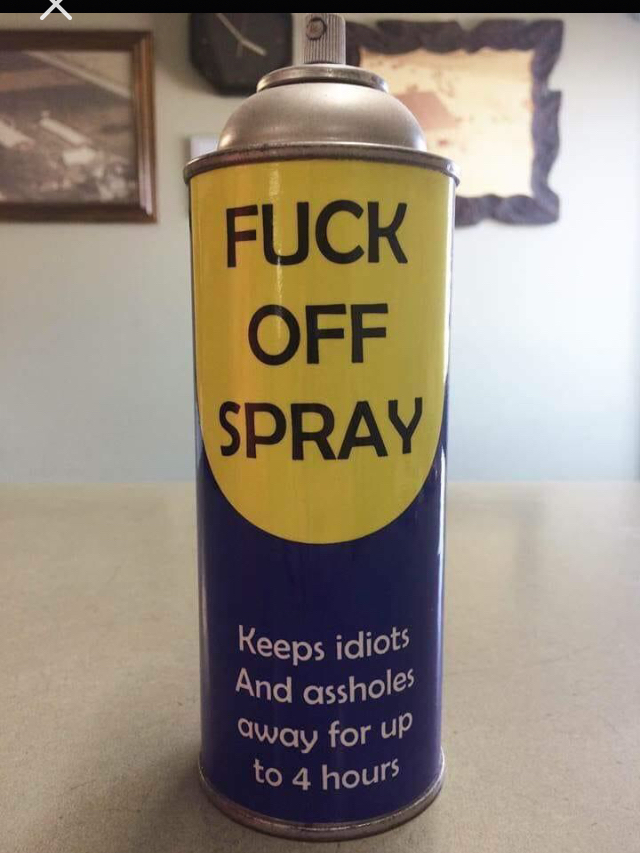 FUCK
OFF
SPRAY
Keeps idiots
And assholes
away for up
to 4 hours